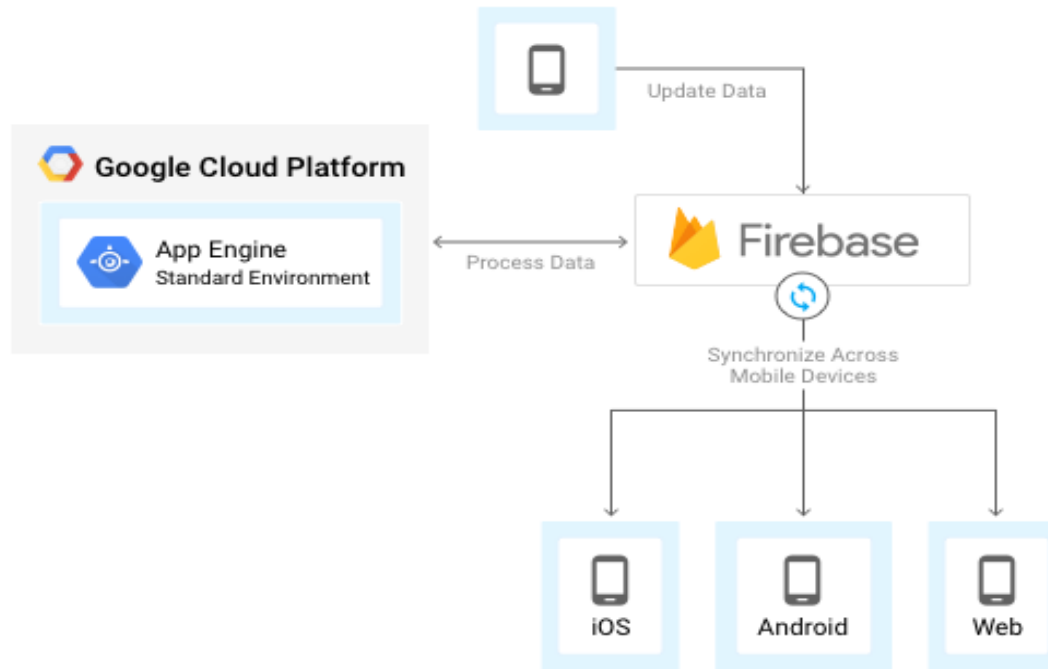 Update Data
Google Cloud Platform
App Engine
Standard Environment
Process Data
Firebase
Synchronize Across
Mobile Devices
iOS
Android
Web